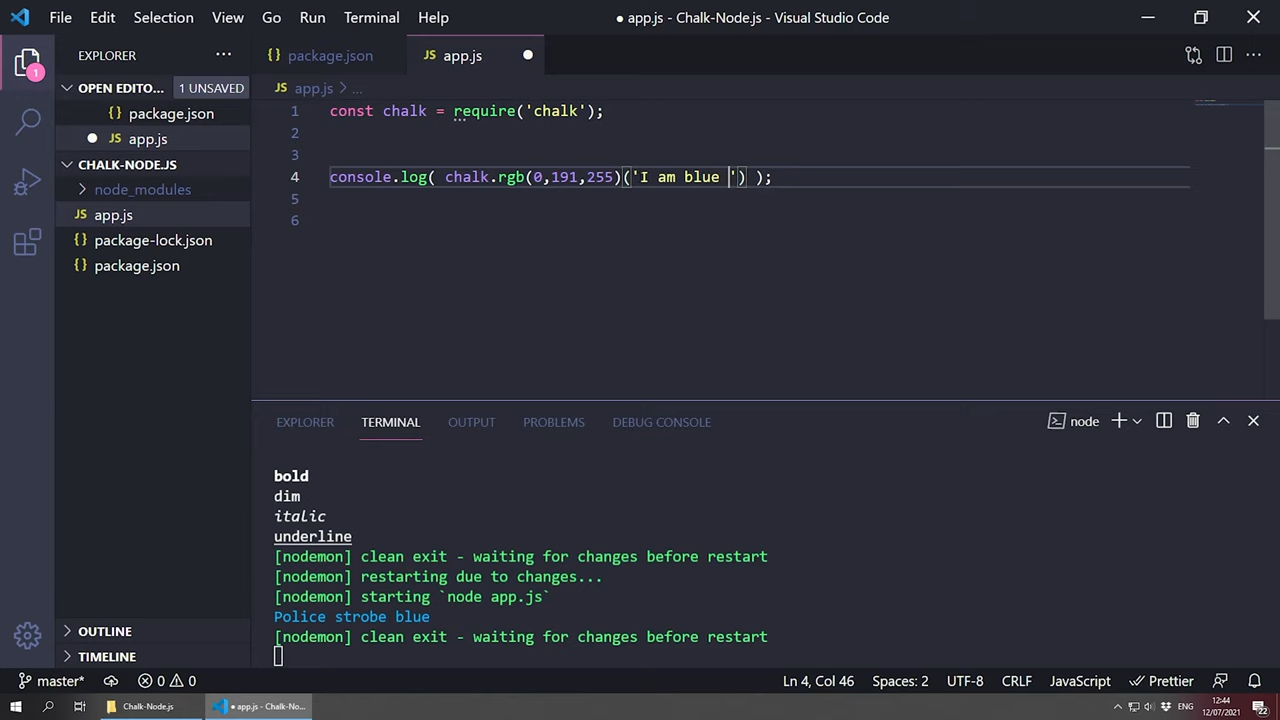 File Edit Selection View Go Run Terminal Help
● app.js - Chalk-Node.js - Visual Studio Code
EXPLORER ...
{} package.json
JS app.js ●
1
OPEN EDITO... 1 UNSAVED
JS app.js > ...
{} package.json
● JS app.js
CHALK-NODE.JS
> node_modules
JS app.js
{} package-lock.json
{} package.json
1 const chalk = require('chalk');
2
3
4 console.log( chalk.rgb(0,191,255)('I am blue ') );
5
6
EXPLORER TERMINAL OUTPUT PROBLEMS DEBUG CONSOLE
node
bold
dim
italic
underline
[nodemon] clean exit - waiting for changes before restart
[nodemon] restarting due to changes...
[nodemon] starting `node app.js`
Police strobe blue
[nodemon] clean exit - waiting for changes before restart
> OUTLINE
> TIMELINE
master* 0 0
Ln 4, Col 46 Spaces: 2 UTF-8 CRLF JavaScript Prettier
Chalk-Node.js
● app.js - Chalk-No...
ENG
12:44
12/07/2021
22